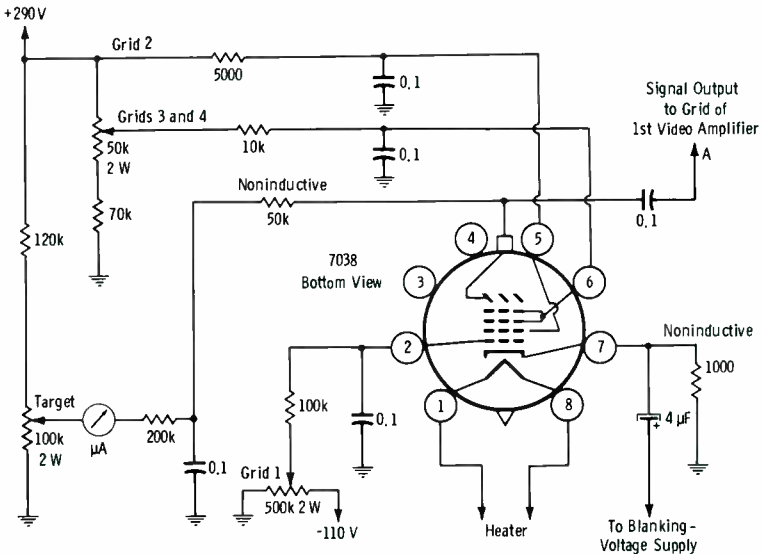 +290V
Grid 2
5000
0.1
Signal Output
to Grid of
1st Video Amplifier
A
Grids 3 and 4
50k
2 W
10k
0.1
Noninductive
50k
0.1
70k
120k
7038
Bottom View
4
5
3
6
2
7
Noninductive
1000
Target
100k
2 W
μA
200k
0.1
100k
0.1
1
8
+ 4 μF
Grid 1
500k 2 W
-110 V
Heater
To Blanking-
Voltage Supply